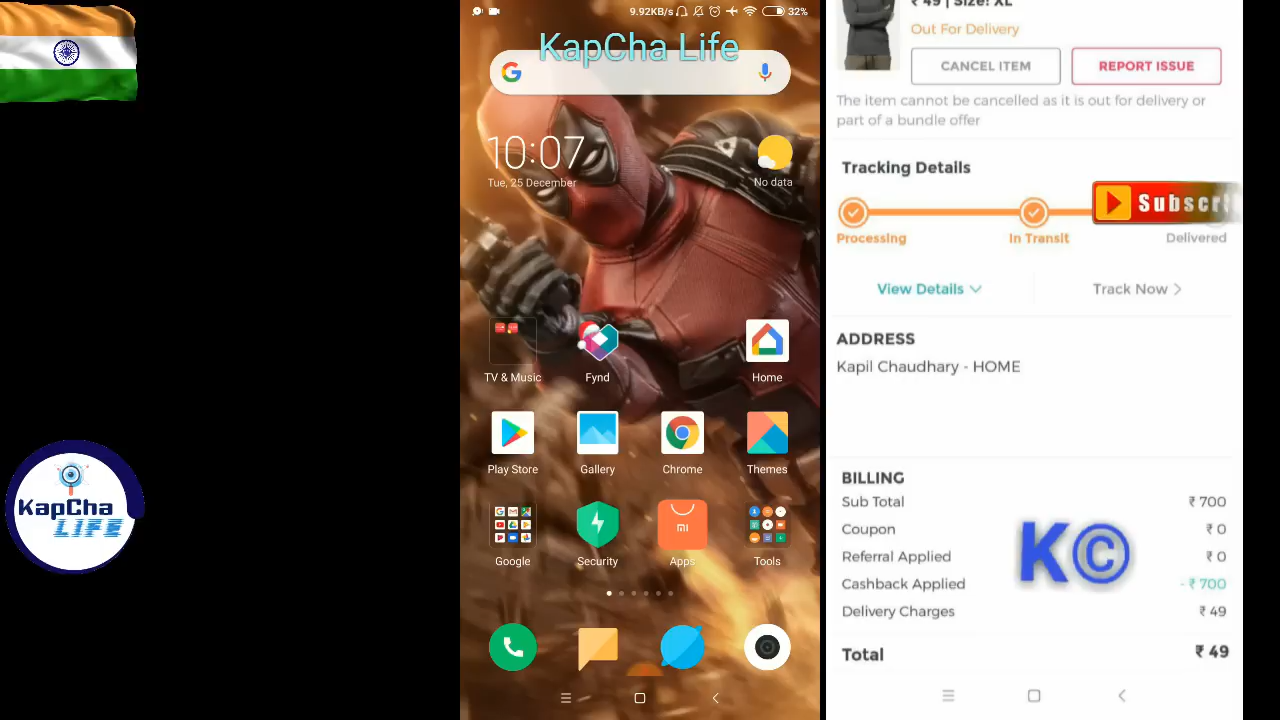 KapCha
LIFE
9.92KB/s
32%
KapCha Life
10:07
Tue, 25 December
No data
TV & Music
Fynd
Home
Play Store
Gallery
Chrome
Themes
mi
Google
Security
Apps
Tools
₹ 49 | Size: XL
Out For Delivery
CANCEL ITEM
REPORT ISSUE
The item cannot be cancelled as it is out for delivery or
part of a bundle offer
Tracking Details
Processing
In Transit
Delivered
View Details
Track Now
ADDRESS
Kapil Chaudhary - HOME
BILLING
Sub Total ₹ 700
Coupon ₹ 0
Referral Applied ₹ 0
Cashback Applied - ₹ 700
Delivery Charges ₹ 49
Total ₹ 49
K©